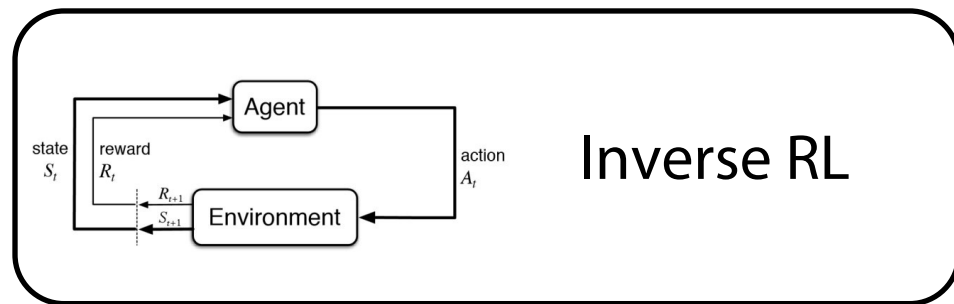 Agent
state
S_t
reward
R_t
action
A_t
R_{t+1}
S_{t+1}
Environment
Inverse RL